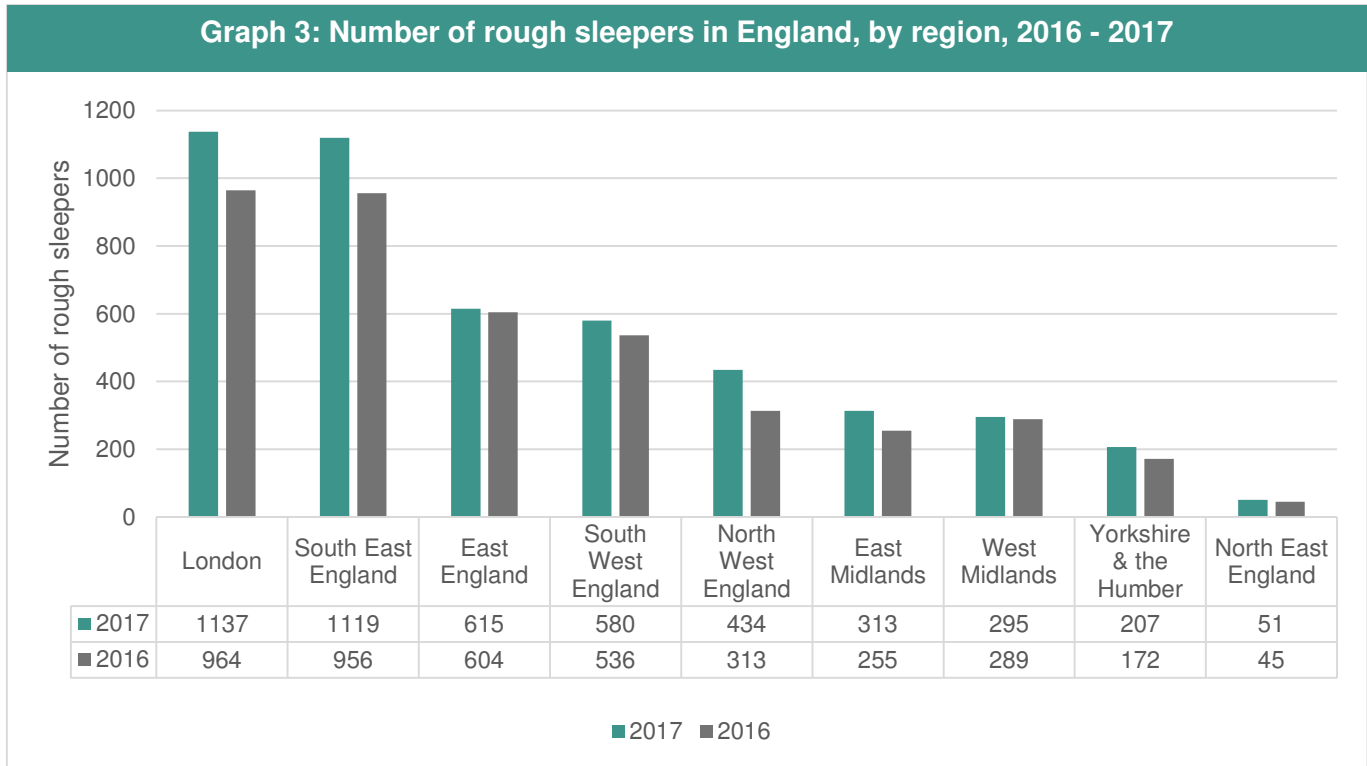 Graph 3: Number of rough sleepers in England, by region, 2016 - 2017
Number of rough sleepers
1200
1000
800
600
400
200
0
London
South East
England
East
England
South
West
England
North
West
England
East
Midlands
West
Midlands
Yorkshire
& the
Humber
North East
England
2017 1137 1119 615 580 434 313 295 207 51
2016 964 956 604 536 313 255 289 172 45
2017 2016